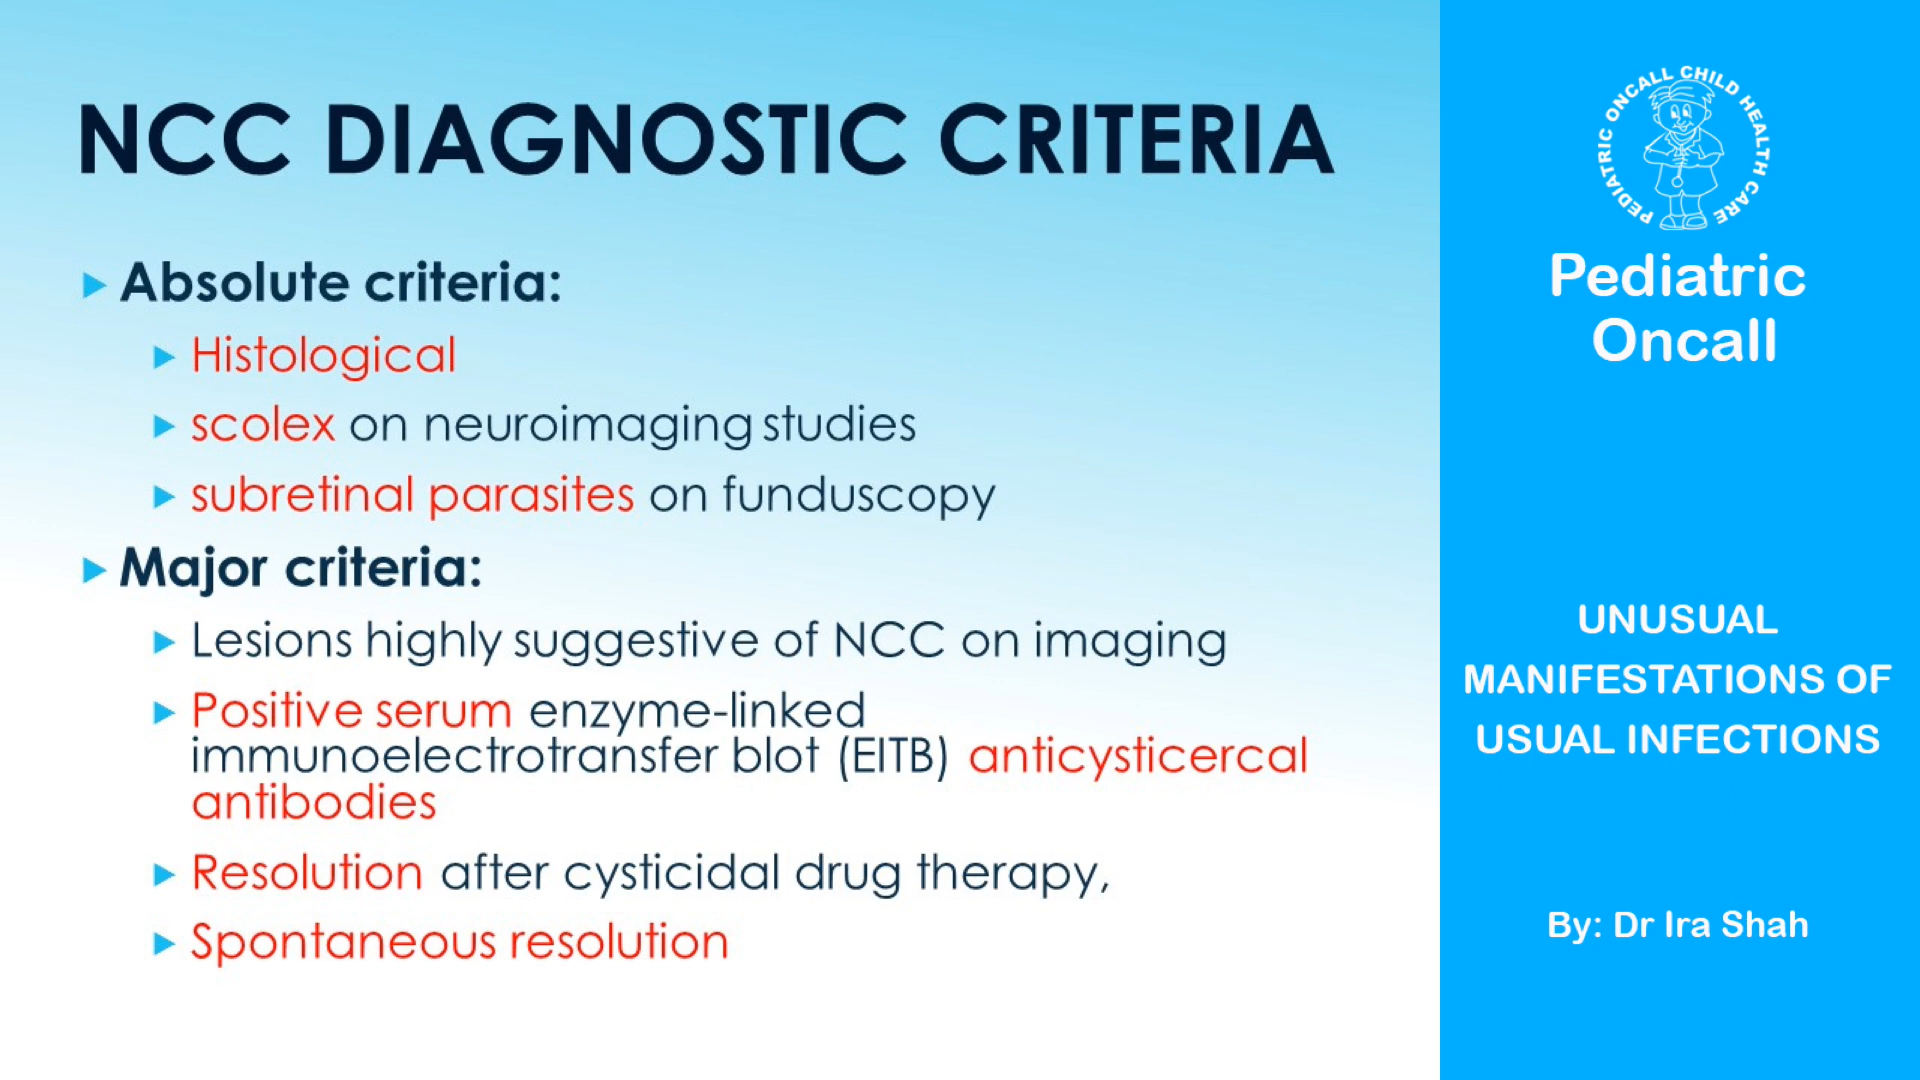 NCC DIAGNOSTIC CRITERIA
Absolute criteria:
Histological
scolex on neuroimaging studies
subretinal parasites on funduscopy
Major criteria:
Lesions highly suggestive of NCC on imaging
Positive serum enzyme-linked
immunoelectrotransfer blot (EITB) anticysticercal
antibodies
Resolution after cysticidal drug therapy,
Spontaneous resolution
PEDIATRIC ONCALL CHILD HEALTH CARE
Pediatric
Oncall
UNUSUAL
MANIFESTATIONS OF
USUAL INFECTIONS
By: Dr Ira Shah